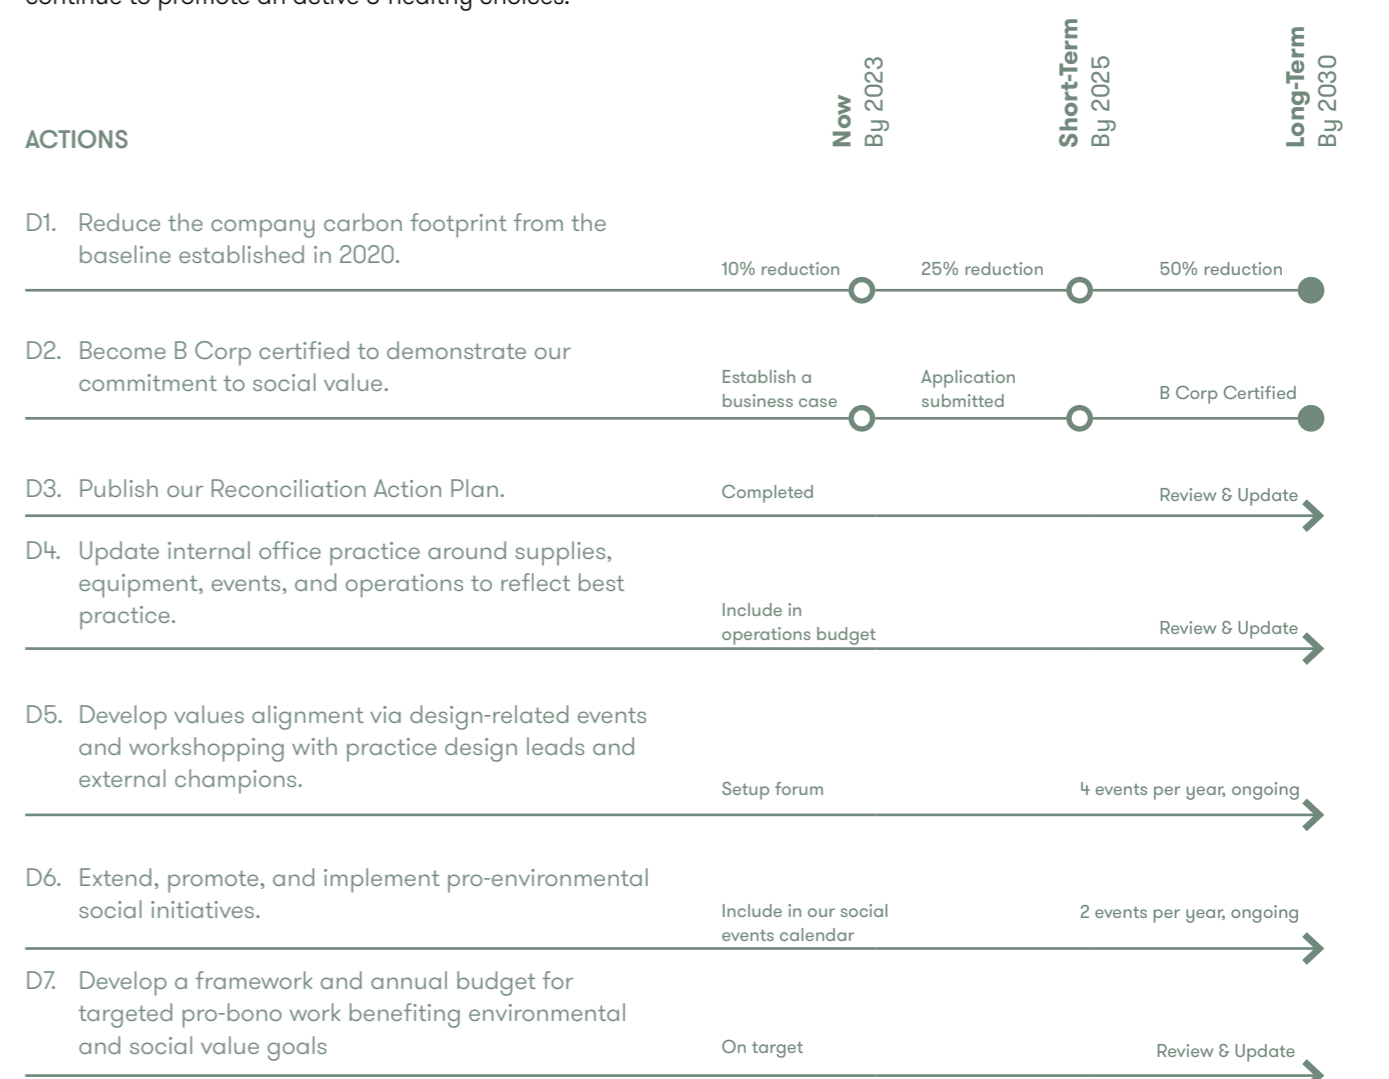 continue to promote an active & healthy choices.
Now
By 2023
Short-Term
By 2025
Long-Term
By 2030
ACTIONS
D1. Reduce the company carbon footprint from the
baseline established in 2020.
10% reduction
25% reduction
50% reduction
D2. Become B Corp certified to demonstrate our
commitment to social value.
Establish a
business case
Application
submitted
B Corp Certified
D3. Publish our Reconciliation Action Plan.
Completed
Review & Update
D4. Update internal office practice around supplies,
equipment, events, and operations to reflect best
practice.
Include in
operations budget
Review & Update
D5. Develop values alignment via design-related events
and workshopping with practice design leads and
external champions.
Setup forum
4 events per year, ongoing
D6. Extend, promote, and implement pro-environmental
social initiatives.
Include in our social
events calendar
2 events per year, ongoing
D7. Develop a framework and annual budget for
targeted pro-bono work benefiting environmental
and social value goals
On target
Review & Update